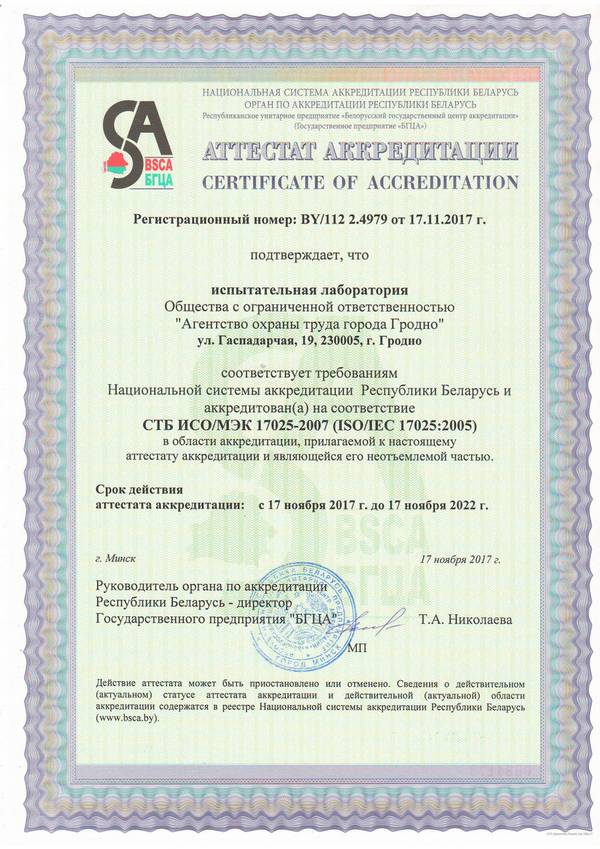 НАЦИОНАЛЬНАЯ СИСТЕМА АККРЕДИТАЦИИ РЕСПУБЛИКИ БЕЛАРУСЬ
ОРГАН ПО АККРЕДИТАЦИИ РЕСПУБЛИКИ БЕЛАРУСЬ
Республиканское унитарное предприятие «Белорусский государственный центр аккредитации»
(Государственное предприятие «БГЦА»)
BSCA
БГЦА
АТТЕСТАТ АККРЕДИТАЦИИ
CERTIFICATE OF ACCREDITATION
Регистрационный номер: BY/112 2.4979 от 17.11.2017 г.
подтверждает, что
испытательная лаборатория
Общества с ограниченной ответственностью
"Агентство охраны труда города Гродно"
ул. Гаспадарчая, 19, 230005, г. Гродно
соответствует требованиям
Национальной системы аккредитации Республики Беларусь и
аккредитован(а) на соответствие
СТБ ИСО/МЭК 17025-2007 (ISO/IEC 17025:2005)
в области аккредитации, прилагаемой к настоящему
аттестату аккредитации и являющейся его неотъемлемой частью.
Срок действия
аттестата аккредитации: с 17 ноября 2017 г. до 17 ноября 2022 г.
BSCA
БГЦА
г. Минск 17 ноября 2017 г.
Руководитель органа по аккредитации
Республики Беларусь - директор
Государственного предприятия "БГЦА" Т.А. Николаева
МП
Действие аттестата может быть приостановлено или отменено. Сведения о действительном
(актуальном) статусе аттестата аккредитации и действительной (актуальной) области
аккредитации содержатся в реестре Национальной системы аккредитации Республики Беларусь
(www.bsca.by).